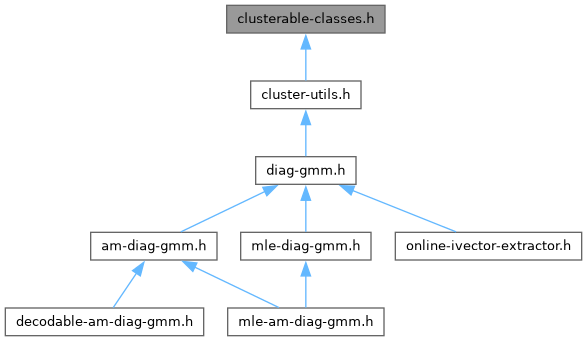 clusterable-classes.h
cluster-utils.h
diag-gmm.h
am-diag-gmm.h
mle-diag-gmm.h
online-ivector-extractor.h
decodable-am-diag-gmm.h
mle-am-diag-gmm.h